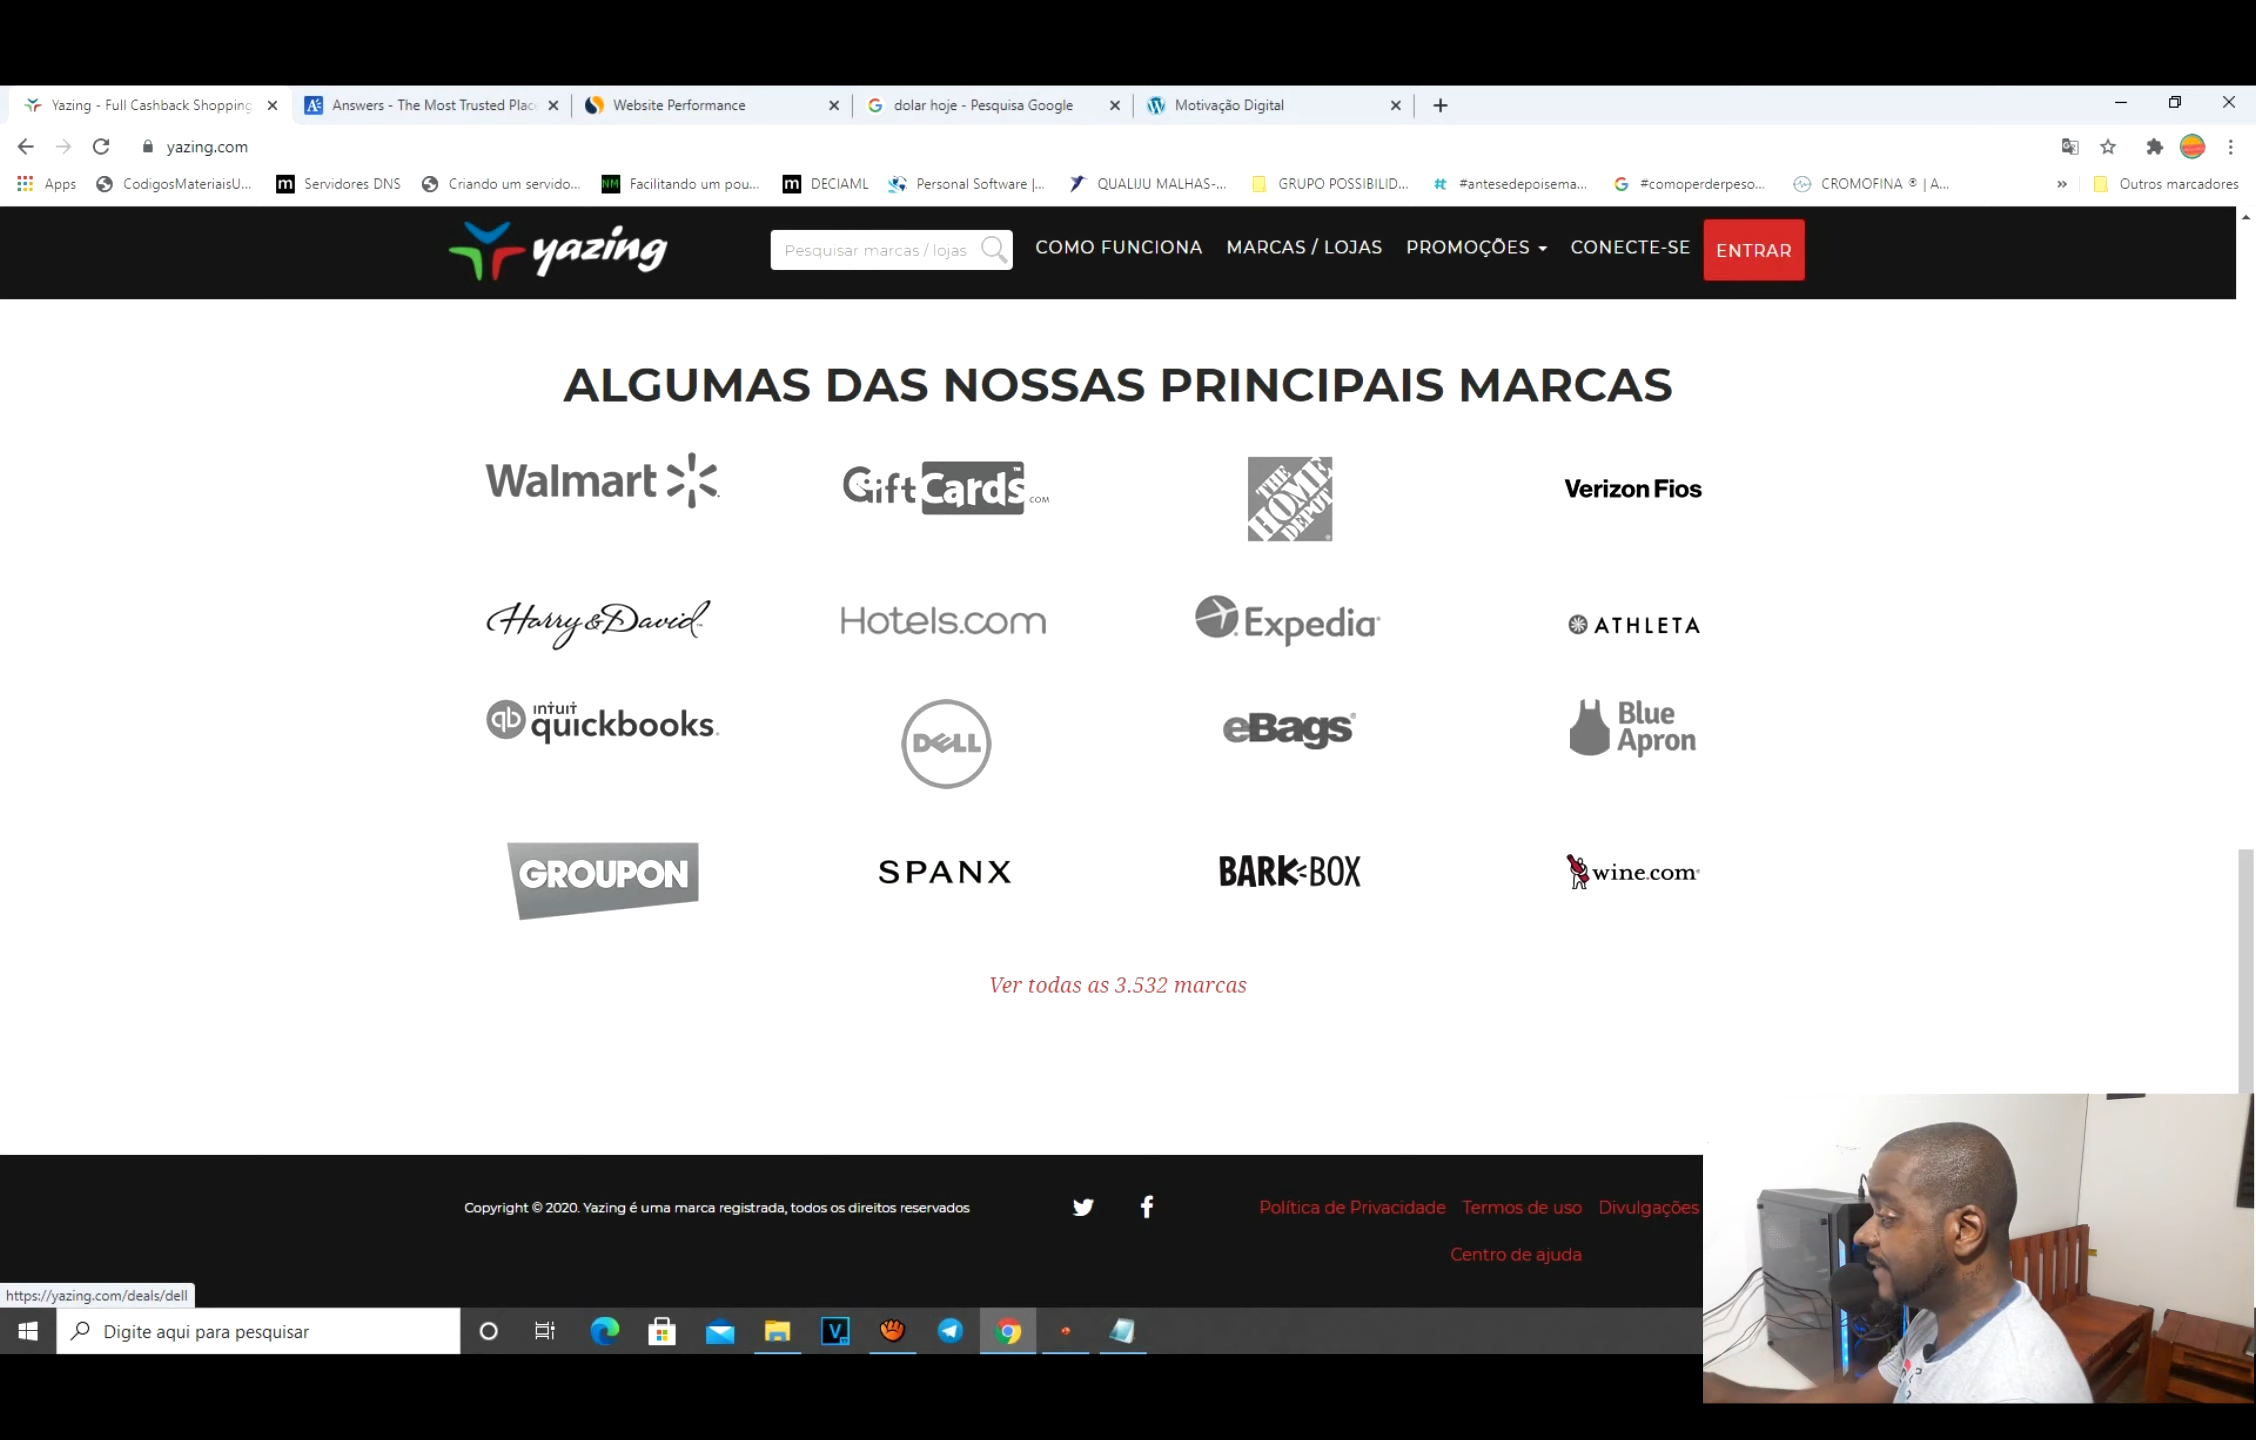 Yazing - Full Cashback Shopping
Answers - The Most Trusted Plac
Website Performance
dolar hoje - Pesquisa Google
Motivação Digital
yazing.com
Apps
CodigosMateriaisU...
m
Servidores DNS
Criando um servido...
NM
Facilitando um pou...
m
DECIAML
Personal Software |...
QUALIJU MALHAS-...
GRUPO POSSIBILID...
#antesedepoisema...
#comoperderpeso...
CROMOFINA ® | A...
»
Outros marcadores
yazing
Pesquisar marcas / lojas
COMO FUNCIONA
MARCAS / LOJAS
PROMOÇÕES
CONECTE-SE
ENTRAR
ALGUMAS DAS NOSSAS PRINCIPAIS MARCAS
Walmart
GiftCards.COM
THE HOME DEPOT
Verizon Fios
Harry & David
Hotels.com
Expedia
ATHLETA
qb intuit quickbooks.
DELL
eBags
Blue Apron
GROUPON
SPANX
BARK BOX
wine.com
Ver todas as 3.532 marcas
Copyright © 2020. Yazing é uma marca registrada, todos os direitos reservados
Política de Privacidade
Termos de uso
Divulgações
Centro de ajuda
https://yazing.com/deals/dell
Digite aqui para pesquisar